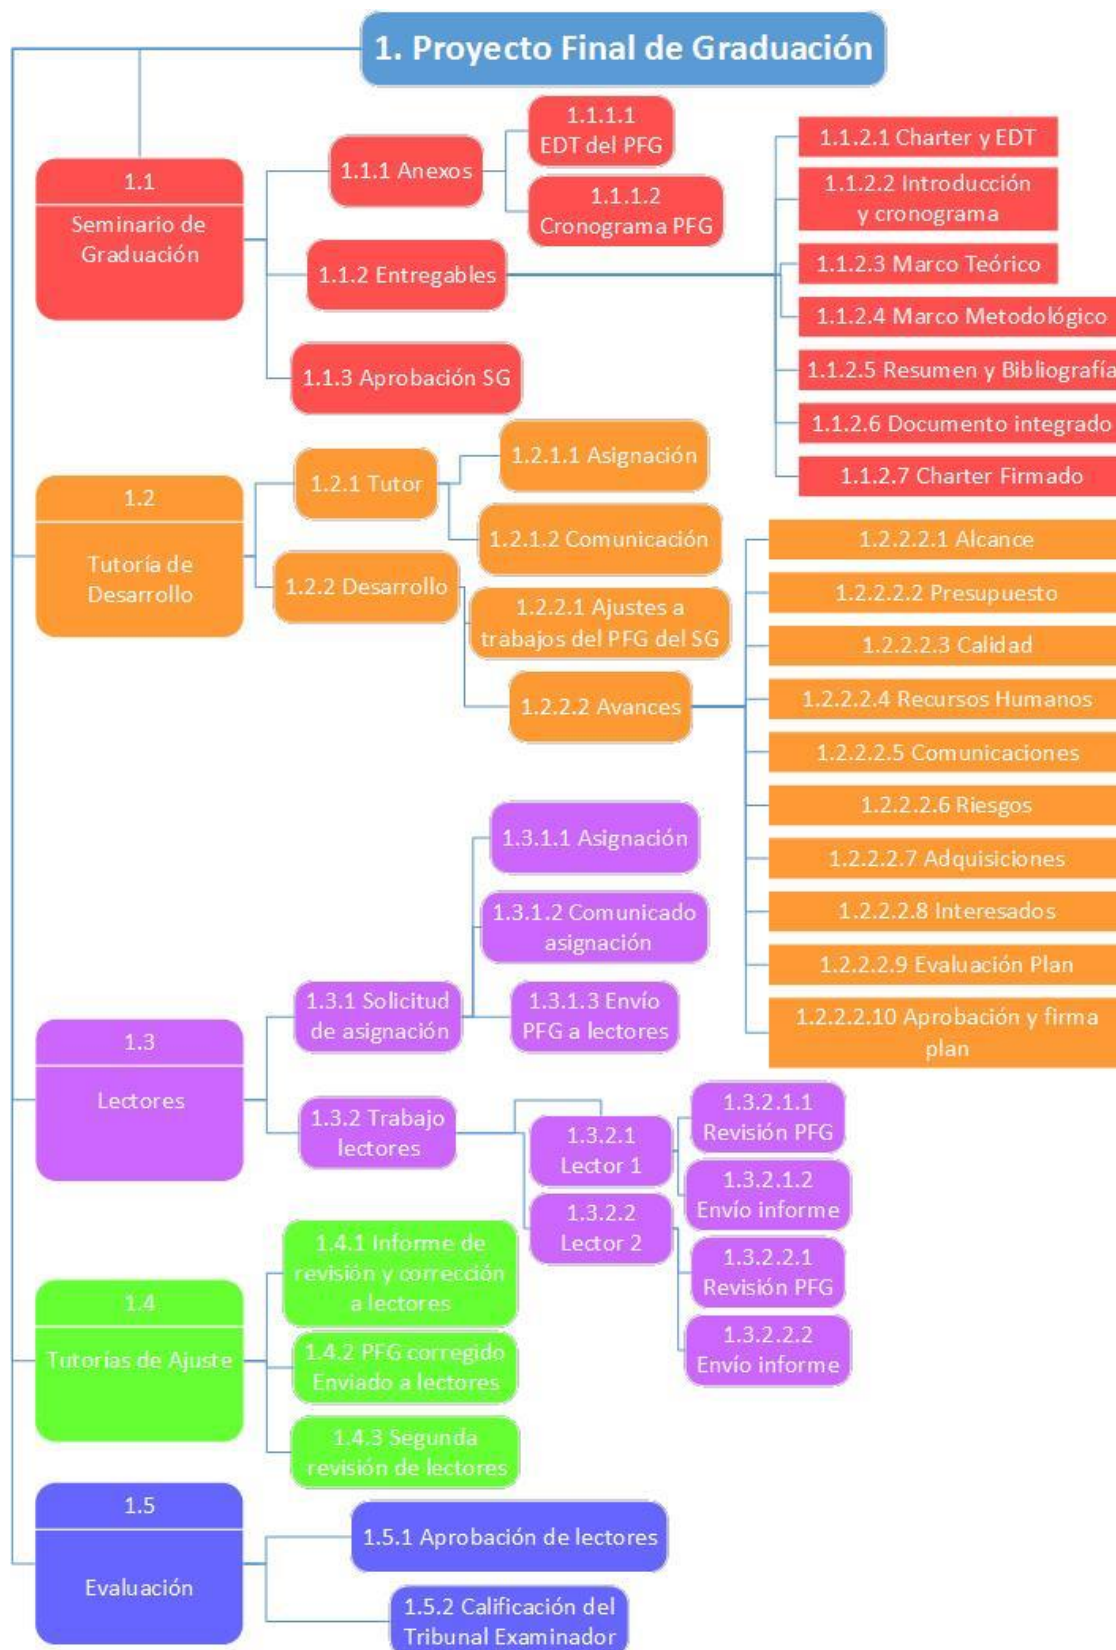 1. Proyecto Final de Graduación
1.1
Seminario de
Graduación
1.1.1 Anexos
1.1.1.1
EDT del PFG
1.1.1.2
Cronograma PFG
1.1.2 Entregables
1.1.2.1 Charter y EDT
1.1.2.2 Introducción
y cronograma
1.1.2.3 Marco Teórico
1.1.2.4 Marco Metodológico
1.1.2.5 Resumen y Bibliografía
1.1.2.6 Documento integrado
1.1.2.7 Charter Firmado
1.1.3 Aprobación SG
1.2
Tutoría de
Desarrollo
1.2.1 Tutor
1.2.1.1 Asignación
1.2.1.2 Comunicación
1.2.2 Desarrollo
1.2.2.1 Ajustes a
trabajos del PFG del SG
1.2.2.2 Avances
1.2.2.2.1 Alcance
1.2.2.2.2 Presupuesto
1.2.2.2.3 Calidad
1.2.2.2.4 Recursos Humanos
1.2.2.2.5 Comunicaciones
1.2.2.2.6 Riesgos
1.2.2.2.7 Adquisiciones
1.2.2.2.8 Interesados
1.2.2.2.9 Evaluación Plan
1.2.2.2.10 Aprobación y firma
plan
1.3
Lectores
1.3.1 Solicitud
de asignación
1.3.1.1 Asignación
1.3.1.2 Comunicado
asignación
1.3.1.3 Envío
PFG a lectores
1.3.2 Trabajo
lectores
1.3.2.1
Lector 1
1.3.2.1.1
Revisión PFG
1.3.2.1.2
Envío informe
1.3.2.2
Lector 2
1.3.2.2.1
Revisión PFG
1.3.2.2.2
Envío informe
1.4
Tutorías de Ajuste
1.4.1 Informe de
revisión y corrección
a lectores
1.4.2 PFG corregido
Enviado a lectores
1.4.3 Segunda
revisión de lectores
1.5
Evaluación
1.5.1 Aprobación de lectores
1.5.2 Calificación del
Tribunal Examinador